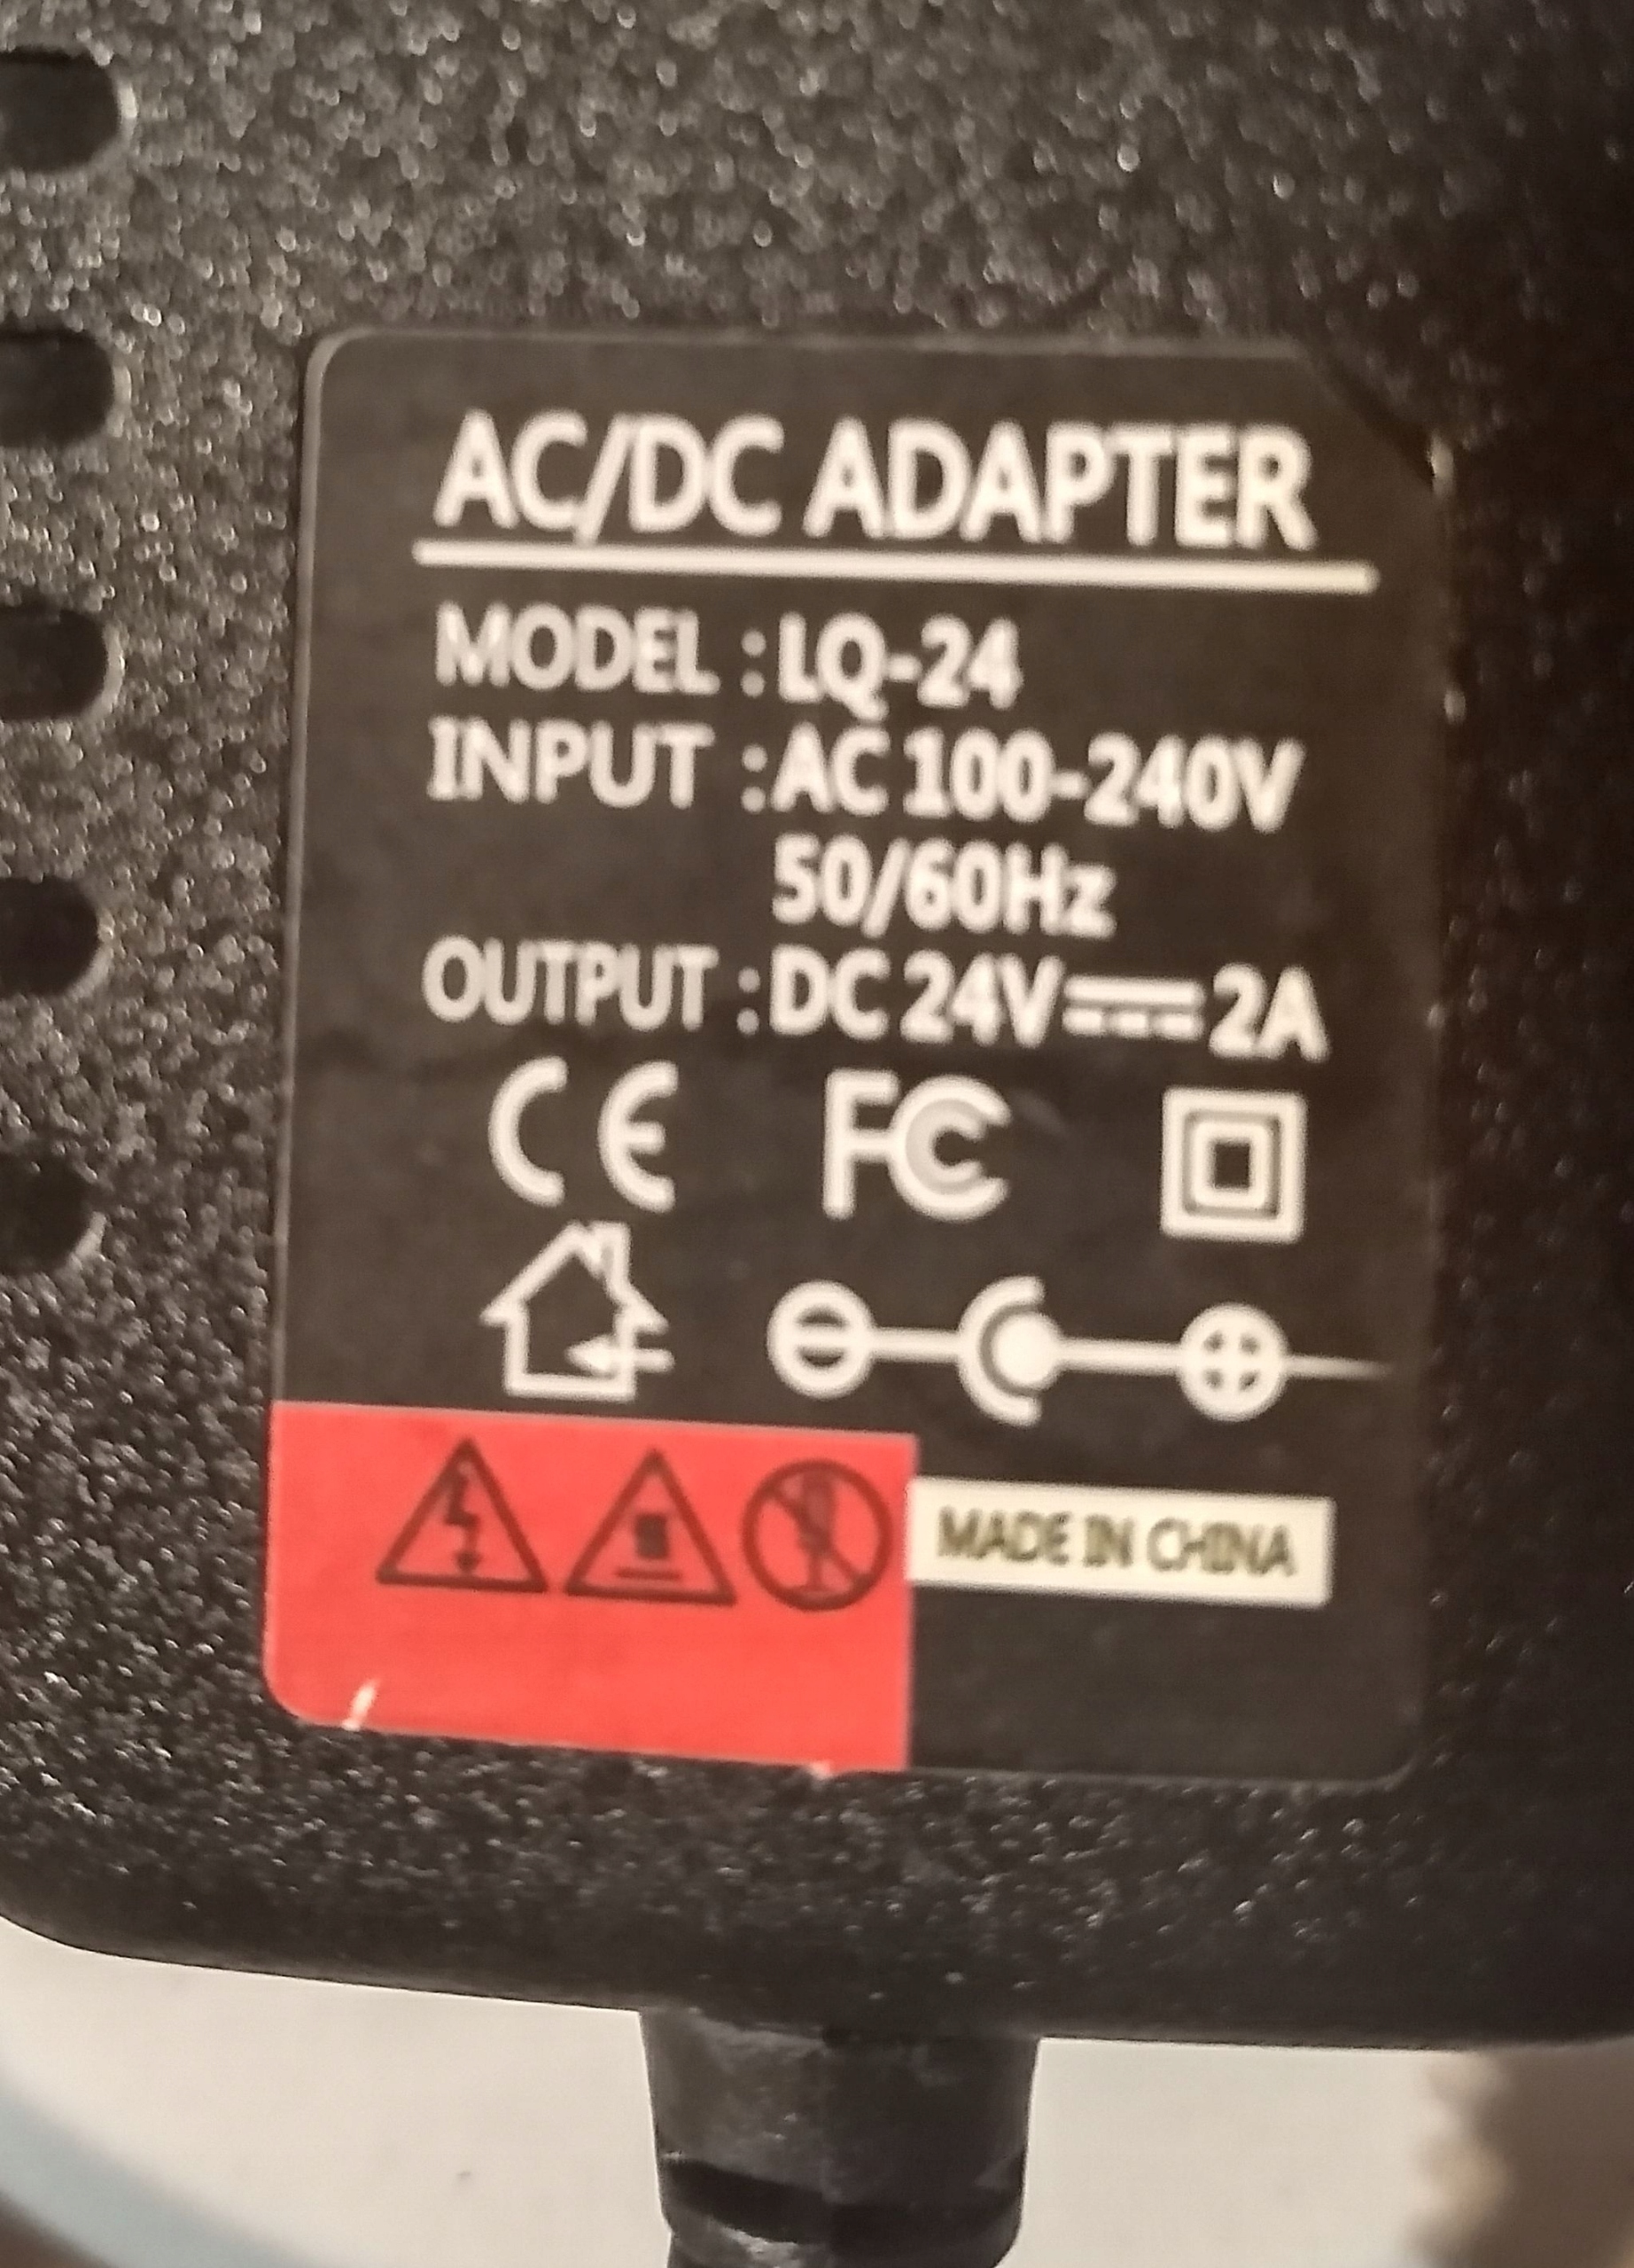 AC/DC ADAPTER
MODEL : LQ-24
INPUT : AC 100-240V
50/60Hz
OUTPUT : DC 24V⎓2A
CE FC
MADE IN CHINA